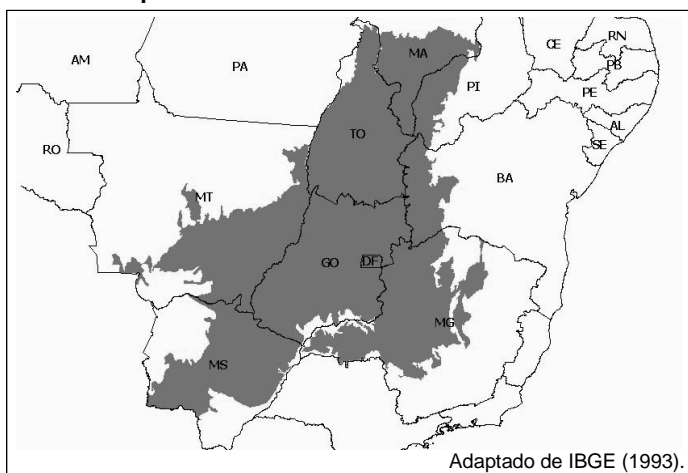 CE
RN
AM
PA
MA
PB
PI
PE
TO
AL
RO
SE
MT
BA
GO
DF
MG
MS
Adaptado de IBGE (1993).